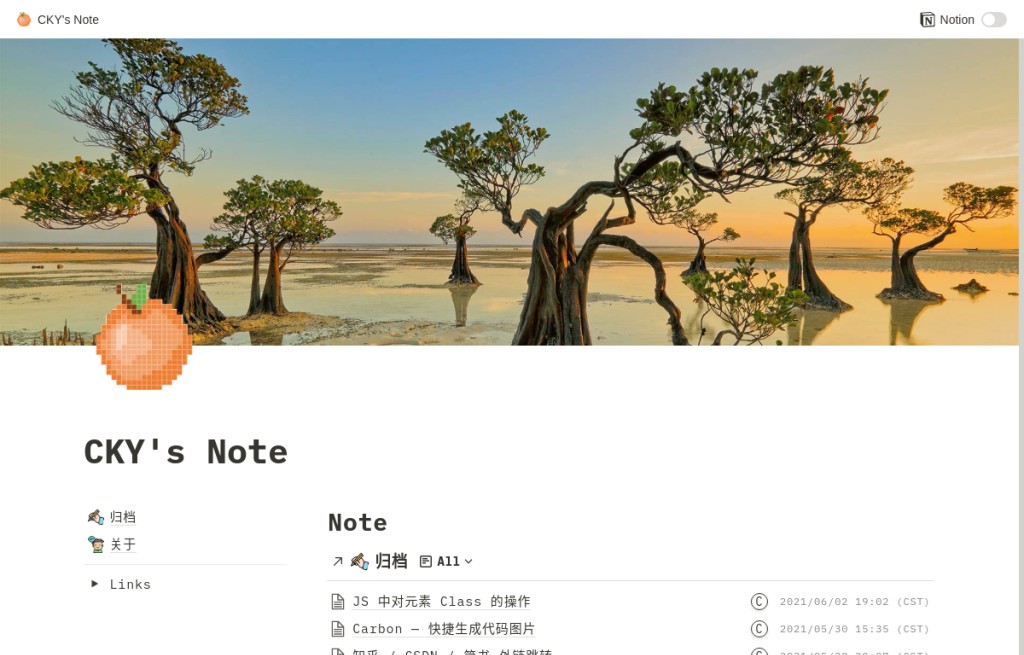 CKY's Note
Notion
CKY's Note
归档
关于
Links
Note
归档 All
JS 中对元素 Class 的操作 C 2021/06/02 19:02 (CST)
Carbon — 快捷生成代码图片 C 2021/05/30 15:35 (CST)